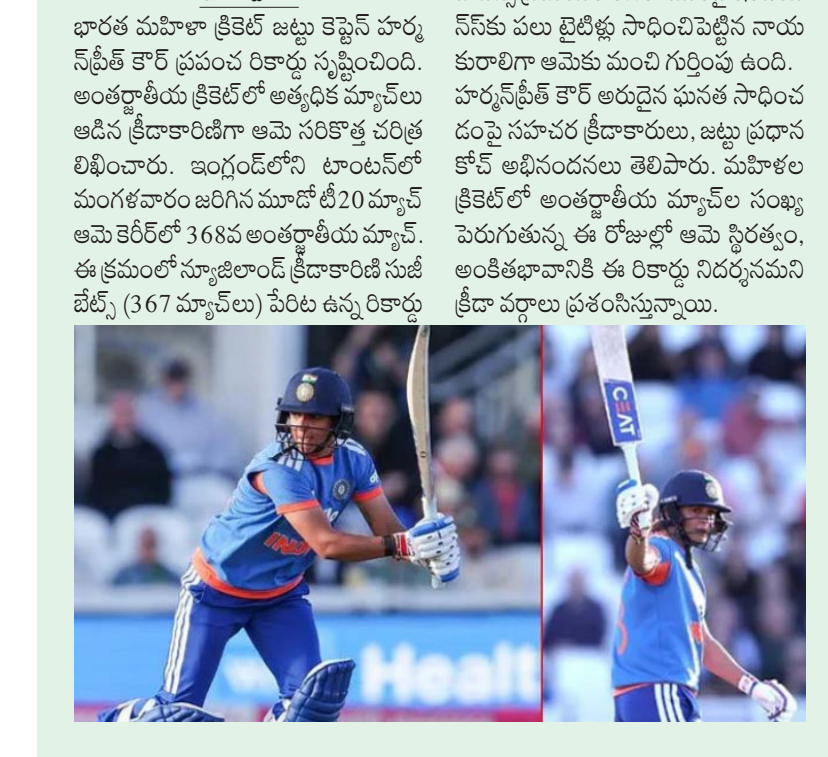 భారత మహిళా క్రికెట్ జట్టు కెప్టెన్ హర్మ
న్‌ప్రీత్ కౌర్ ప్రపంచ రికార్డు సృష్టించింది.
అంతర్జాతీయ క్రికెట్‌లో అత్యధిక మ్యాచ్‌లు
ఆడిన క్రీడాకారిణిగా ఆమె సరికొత్త చరిత్ర
లిఖించారు. ఇంగ్లండ్‌లోని టాంటన్‌లో
మంగళవారం జరిగిన మూడో టీ20 మ్యాచ్
ఆమె కెరీర్‌లో 368వ అంతర్జాతీయ మ్యాచ్.
ఈ క్రమంలో న్యూజిలాండ్ క్రీడాకారిణి సుజీ
బేట్స్ (367 మ్యాచ్‌లు) పేరిట ఉన్న రికార్డు
న్స్‌కు పలు టైటిళ్లు సాధించిపెట్టిన నాయ
కురాలిగా ఆమెకు మంచి గుర్తింపు ఉంది.
హర్మన్‌ప్రీత్ కౌర్ అరుదైన ఘనత సాధించ
డంపై సహచర క్రీడాకారులు, జట్టు ప్రధాన
కోచ్ అభినందనలు తెలిపారు. మహిళల
క్రికెట్‌లో అంతర్జాతీయ మ్యాచ్‌ల సంఖ్య
పెరుగుతున్న ఈ రోజుల్లో ఆమె స్థిరత్వం,
అంకితభావానికి ఈ రికార్డు నిదర్శనమని
క్రీడా వర్గాలు ప్రశంసిస్తున్నాయి.
CEAT
Healt